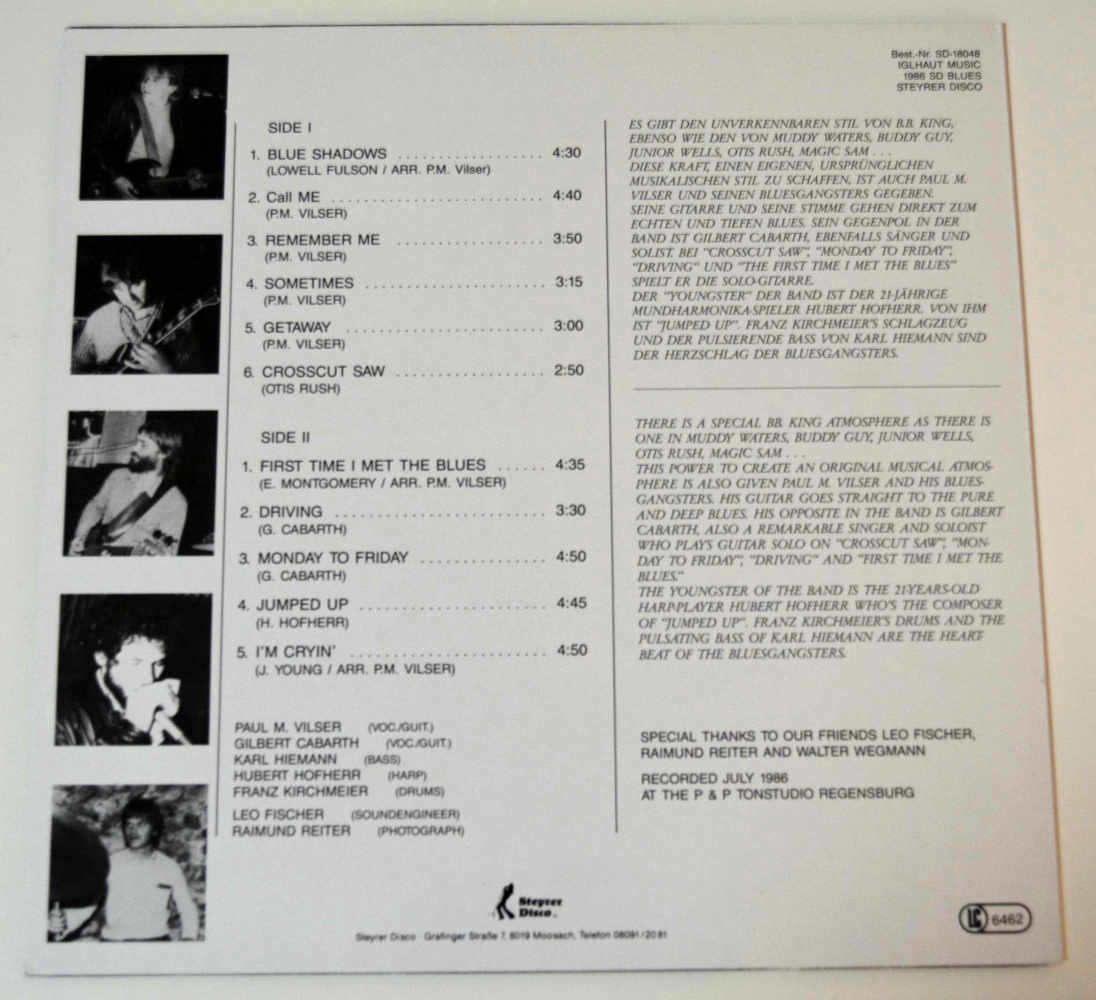 Best.-Nr. SD-18048
IGLHAUT MUSIC
1986 SD BLUES
STEYRER DISCO
SIDE I
1. BLUE SHADOWS .................. 4:30
(LOWELL FULSON / ARR. P.M. Vilser)
2. Call ME .......................... 4:40
(P.M. VILSER)
3. REMEMBER ME .................. 3:50
(P.M. VILSER)
4. SOMETIMES ...................... 3:15
(P.M. VILSER)
5. GETAWAY ........................ 3:00
(P.M. VILSER)
6. CROSSCUT SAW .................. 2:50
(OTIS RUSH)
SIDE II
1. FIRST TIME I MET THE BLUES ...... 4:35
(E. MONTGOMERY / ARR. P.M. VILSER)
2. DRIVING .......................... 3:30
(G. CABARTH)
3. MONDAY TO FRIDAY ................ 4:50
(G. CABARTH)
4. JUMPED UP ....................... 4:45
(H. HOFHERR)
5. I'M CRYIN' ........................ 4:50
(J. YOUNG / ARR. P.M. VILSER)
PAUL M. VILSER (VOC./GUIT.)
GILBERT CABARTH (VOC./GUIT.)
KARL HIEMANN (BASS)
HUBERT HOFHERR (HARP)
FRANZ KIRCHMEIER (DRUMS)
LEO FISCHER (SOUNDENGINEER)
RAIMUND REITER (PHOTOGRAPH)
ES GIBT DEN UNVERKENNBAREN STIL VON B.B. KING,
EBENSO WIE DEN VON MUDDY WATERS, BUDDY GUY,
JUNIOR WELLS, OTIS RUSH, MAGIC SAM . . .
DIESE KRAFT, EINEN EIGENEN, URSPRÜNGLICHEN
MUSIKALISCHEN STIL ZU SCHAFFEN, IST AUCH PAUL M.
VILSER UND SEINEN BLUESGANGSTERS GEGEBEN.
SEINE GITARRE UND SEINE STIMME GEHEN DIREKT ZUM
ECHTEN UND TIEFEN BLUES. SEIN GEGENPOL IN DER
BAND IST GILBERT CABARTH, EBENFALLS SÄNGER UND
SOLIST. BEI "CROSSCUT SAW", "MONDAY TO FRIDAY",
"DRIVING" UND "THE FIRST TIME I MET THE BLUES"
SPIELT ER DIE SOLO-GITARRE.
DER "YOUNGSTER" DER BAND IST DER 21-JÄHRIGE
MUNDHARMONIKA-SPIELER HUBERT HOFHERR. VON IHM
IST "JUMPED UP". FRANZ KIRCHMEIER'S SCHLAGZEUG
UND DER PULSIERENDE BASS VON KARL HIEMANN SIND
DER HERZSCHLAG DER BLUESGANGSTERS.
THERE IS A SPECIAL B.B. KING ATMOSPHERE AS THERE IS
ONE IN MUDDY WATERS, BUDDY GUY, JUNIOR WELLS,
OTIS RUSH, MAGIC SAM . . .
THIS POWER TO CREATE AN ORIGINAL MUSICAL ATMOS-
PHERE IS ALSO GIVEN PAUL M. VILSER AND HIS BLUES-
GANGSTERS. HIS GUITAR GOES STRAIGHT TO THE PURE
AND DEEP BLUES. HIS OPPOSITE IN THE BAND IS GILBERT
CABARTH, ALSO A REMARKABLE SINGER AND SOLOIST
WHO PLAYS GUITAR SOLO ON "CROSSCUT SAW", "MON-
DAY TO FRIDAY", "DRIVING" AND "FIRST TIME I MET THE
BLUES."
THE YOUNGSTER OF THE BAND IS THE 21-YEARS-OLD
HARP-PLAYER HUBERT HOFHERR WHO'S THE COMPOSER
OF "JUMPED UP". FRANZ KIRCHMEIER'S DRUMS AND THE
PULSATING BASS OF KARL HIEMANN ARE THE HEART-
BEAT OF THE BLUESGANGSTERS.
SPECIAL THANKS TO OUR FRIENDS LEO FISCHER,
RAIMUND REITER AND WALTER WEGMANN
RECORDED JULY 1986
AT THE P & P TONSTUDIO REGENSBURG
Steyrer
Disco.
Steyrer Disco Grafinger Straße 7, 8019 Moosach, Telefon 08091/2081
LC 6462